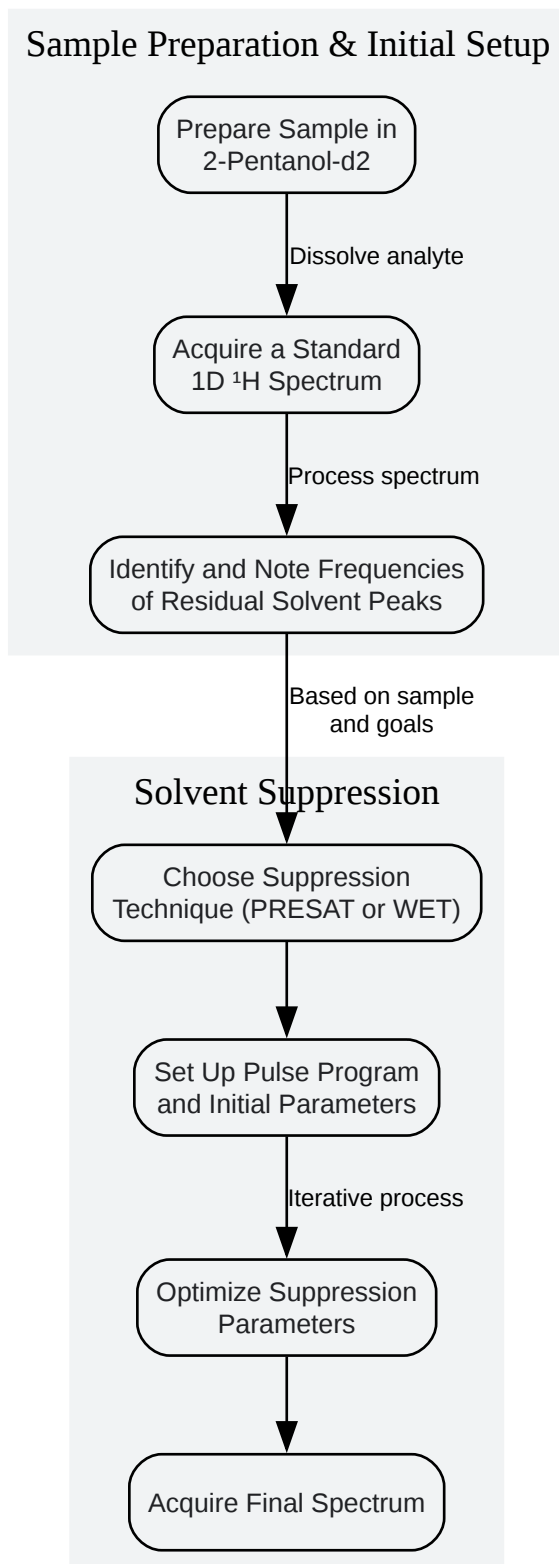 Sample Preparation & Initial Setup
Prepare Sample in
2-Pentanol-d2
Dissolve analyte
Acquire a Standard
1D ¹H Spectrum
Process spectrum
Identify and Note Frequencies
of Residual Solvent Peaks
Based on sample
and goals
Solvent Suppression
Choose Suppression
Technique (PRESAT or WET)
Set Up Pulse Program
and Initial Parameters
Iterative process
Optimize Suppression
Parameters
Acquire Final Spectrum